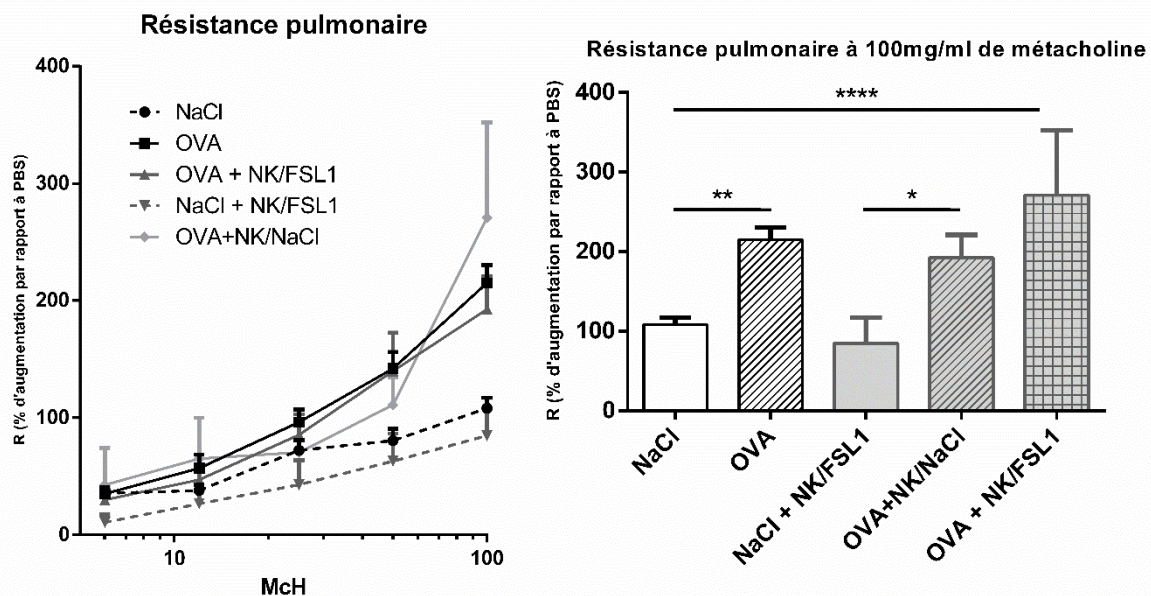 Résistance pulmonaire
R (% d'augmentation par rapport à PBS)
400
300
200
100
0
NaCl
OVA
OVA + NK/FSL1
NaCl + NK/FSL1
OVA+NK/NaCl
10
100
McH
Résistance pulmonaire à 100mg/ml de métacholine
R (% d'augmentation par rapport à PBS)
400
300
200
100
0
****
**
*
NaCl
OVA
NaCl + NK/FSL1
OVA+NK/NaCl
OVA + NK/FSL1